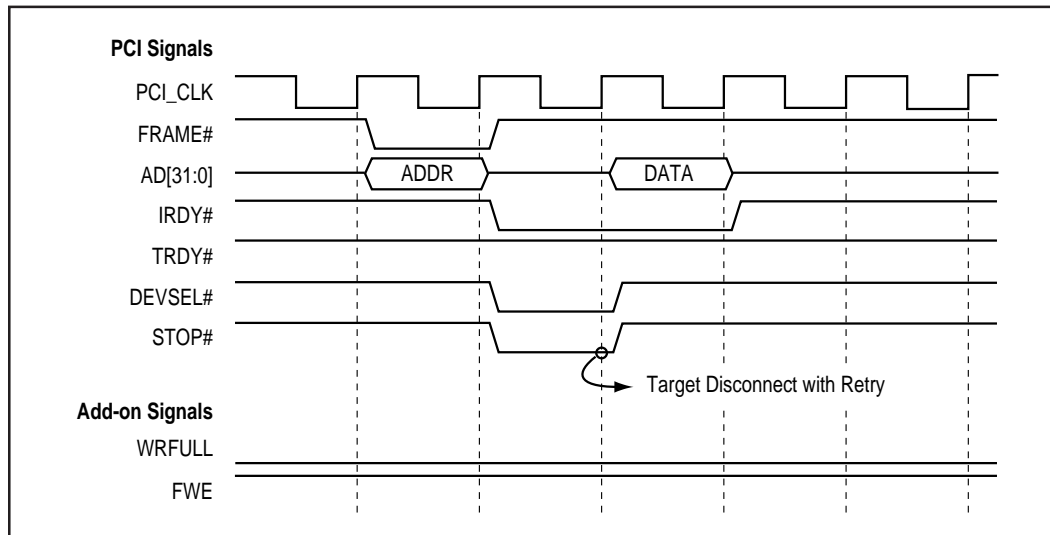 PCI Signals
PCI_CLK
FRAME#
AD[31:0] ADDR DATA
IRDY#
TRDY#
DEVSEL#
STOP#
Target Disconnect with Retry
Add-on Signals
WRFULL
FWE